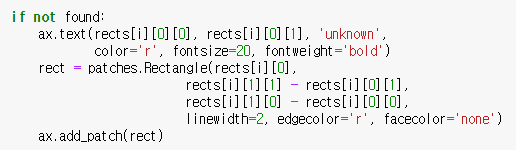 if not found:
    ax.text(rects[i][0][0], rects[i][0][1], 'unknown',
            color='r', fontsize=20, fontweight='bold')
    rect = patches.Rectangle(rects[i][0],
                             rects[i][1][1] - rects[i][0][1],
                             rects[i][1][0] - rects[i][0][0],
                             linewidth=2, edgecolor='r', facecolor='none')
    ax.add_patch(rect)